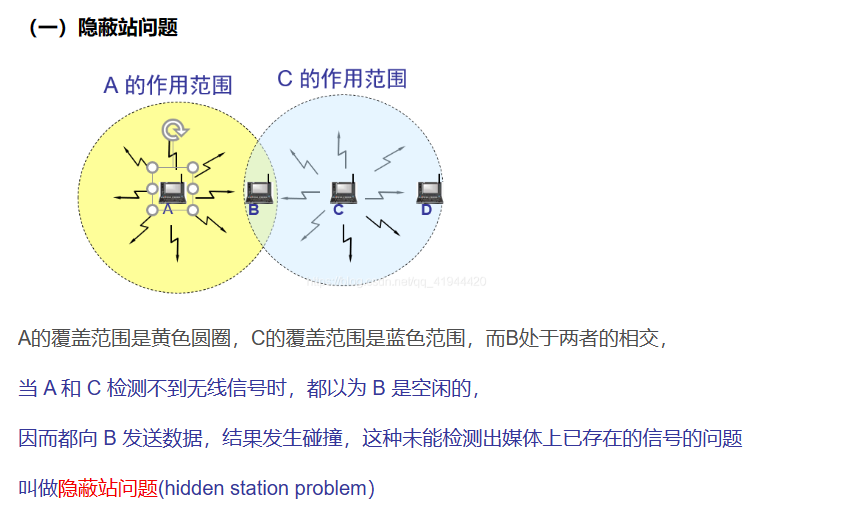 （一）隐蔽站问题
A 的作用范围
C 的作用范围
A
B
C
D
A的覆盖范围是黄色圆圈，C的覆盖范围是蓝色范围，而B处于两者的相交，
当 A 和 C 检测不到无线信号时，都以为 B 是空闲的，
因而都向 B 发送数据，结果发生碰撞，这种未能检测出媒体上已存在的信号的问题
叫做隐蔽站问题(hidden station problem）